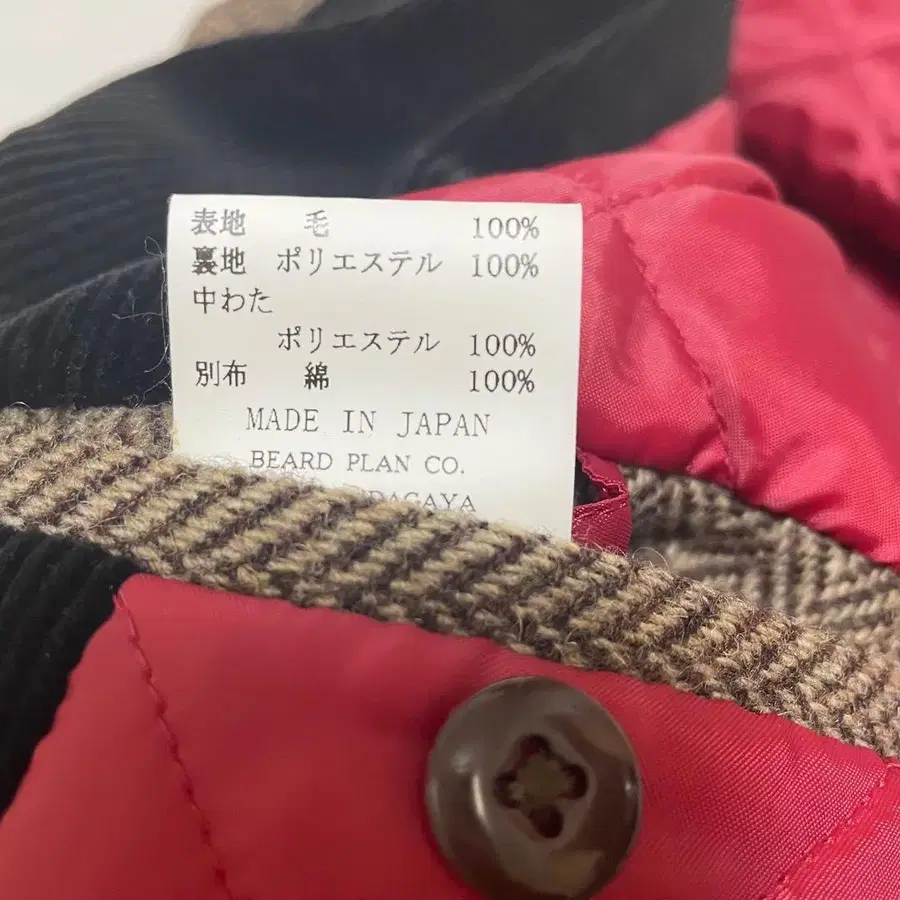 表地 毛 100%
裏地 ポリエステル 100%
中わた
ポリエステル 100%
別布 綿 100%
MADE IN JAPAN
BEARD PLAN CO.